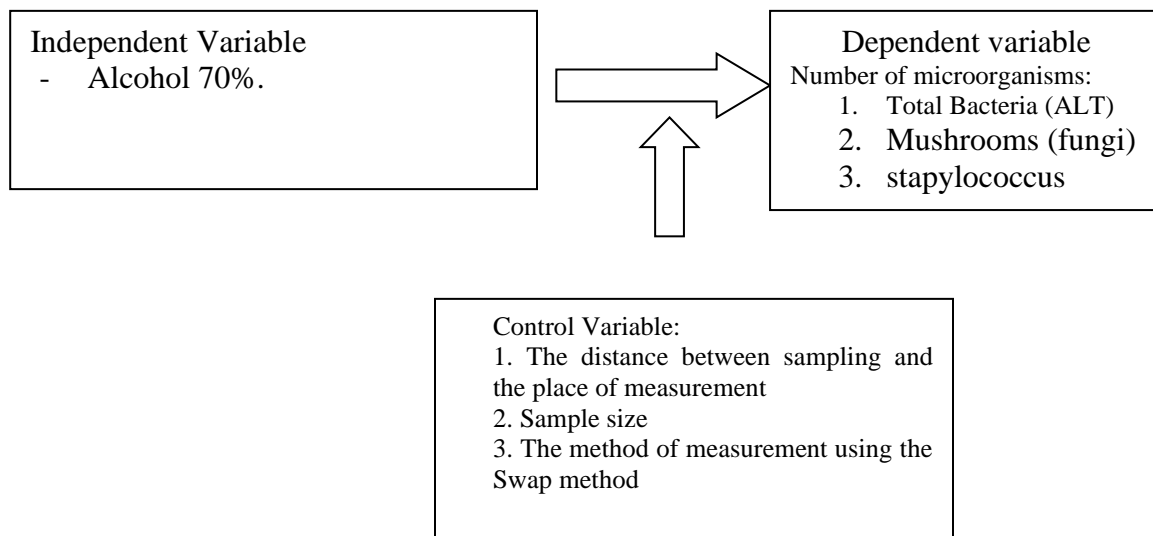 Independent Variable
- Alcohol 70%.
Dependent variable
Number of microorganisms:
1. Total Bacteria (ALT)
2. Mushrooms (fungi)
3. stapylococcus
Control Variable:
1. The distance between sampling and
the place of measurement
2. Sample size
3. The method of measurement using the
Swap method